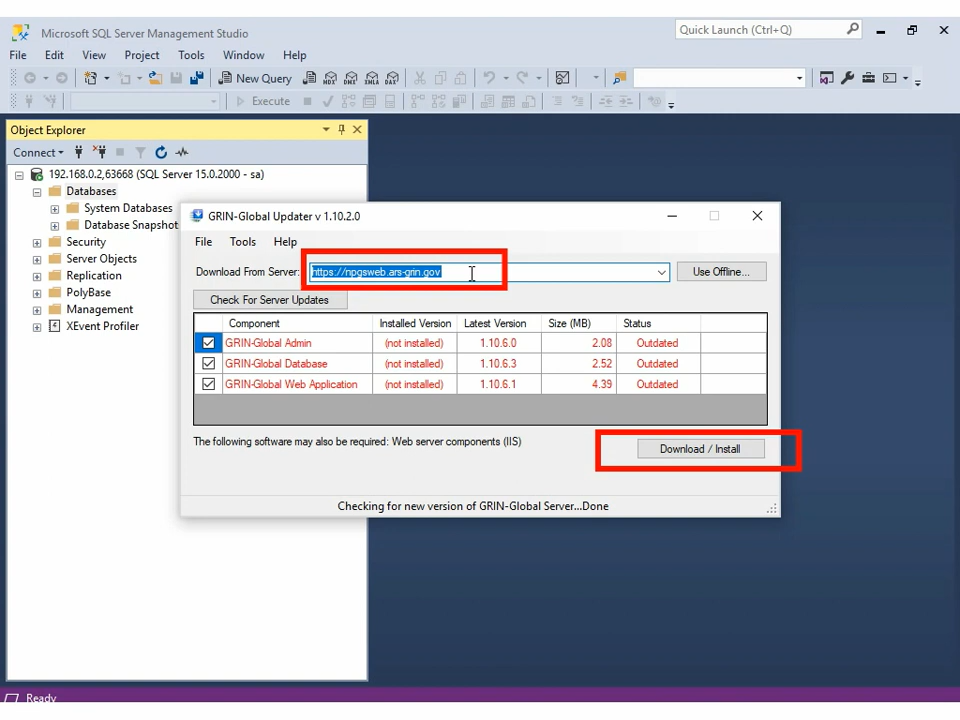 Microsoft SQL Server Management Studio
Quick Launch (Ctrl+Q)
File Edit View Project Tools Window Help
New Query MDX DMX XMLA DAX
Execute
Object Explorer
Connect
192.168.0.2,63668 (SQL Server 15.0.2000 - sa)
Databases
System Databases
Database Snapshot
Security
Server Objects
Replication
PolyBase
Management
XEvent Profiler
GRIN-Global Updater v 1.10.2.0
File Tools Help
Download From Server: https://npgsweb.ars-grin.gov Use Offline...
Check For Server Updates
Component Installed Version Latest Version Size (MB) Status
GRIN-Global Admin (not installed) 1.10.6.0 2.08 Outdated
GRIN-Global Database (not installed) 1.10.6.3 2.52 Outdated
GRIN-Global Web Application (not installed) 1.10.6.1 4.39 Outdated
The following software may also be required: Web server components (IIS)
Download / Install
Checking for new version of GRIN-Global Server...Done
Ready